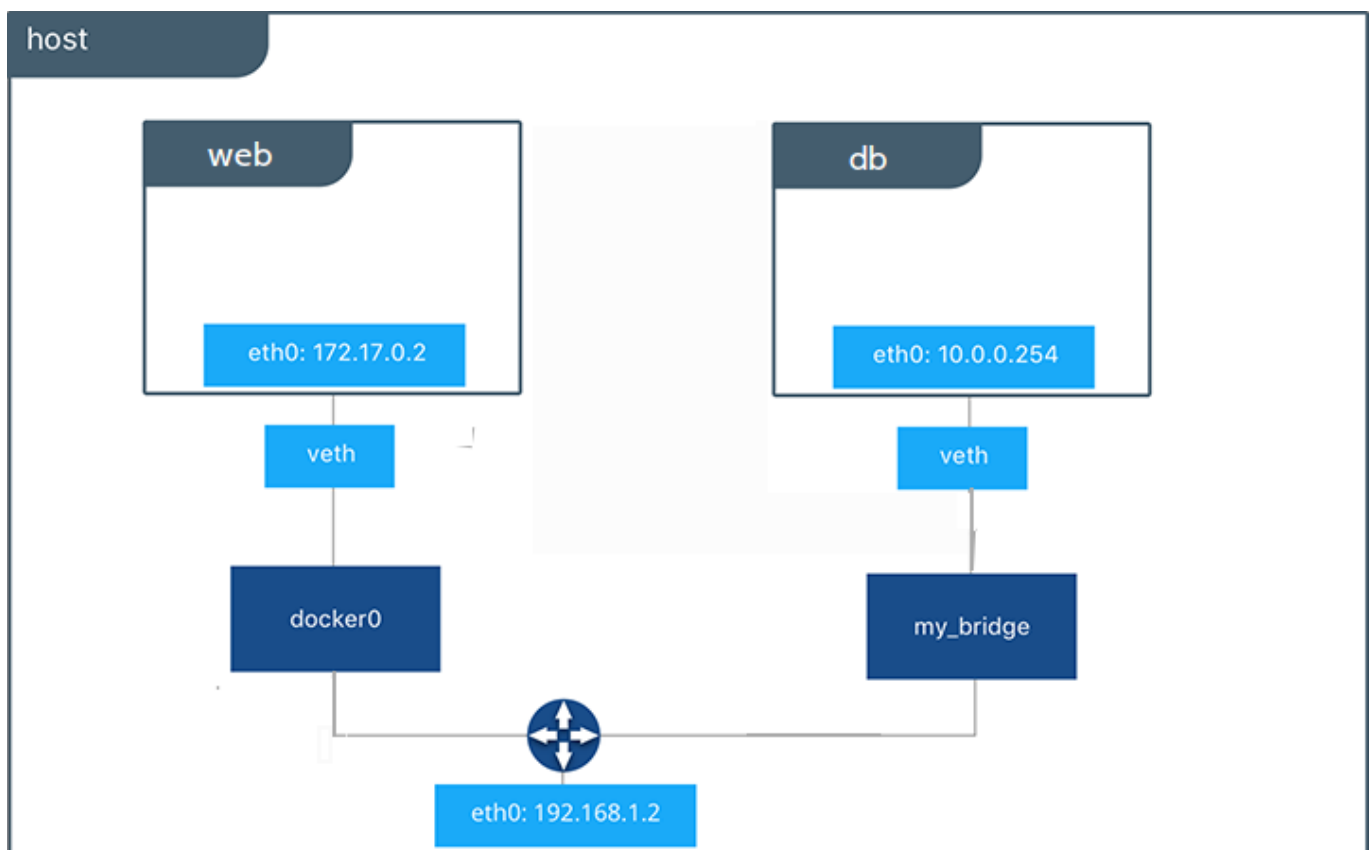 host
web
db
eth0: 172.17.0.2
eth0: 10.0.0.254
veth
veth
docker0
my_bridge
eth0: 192.168.1.2